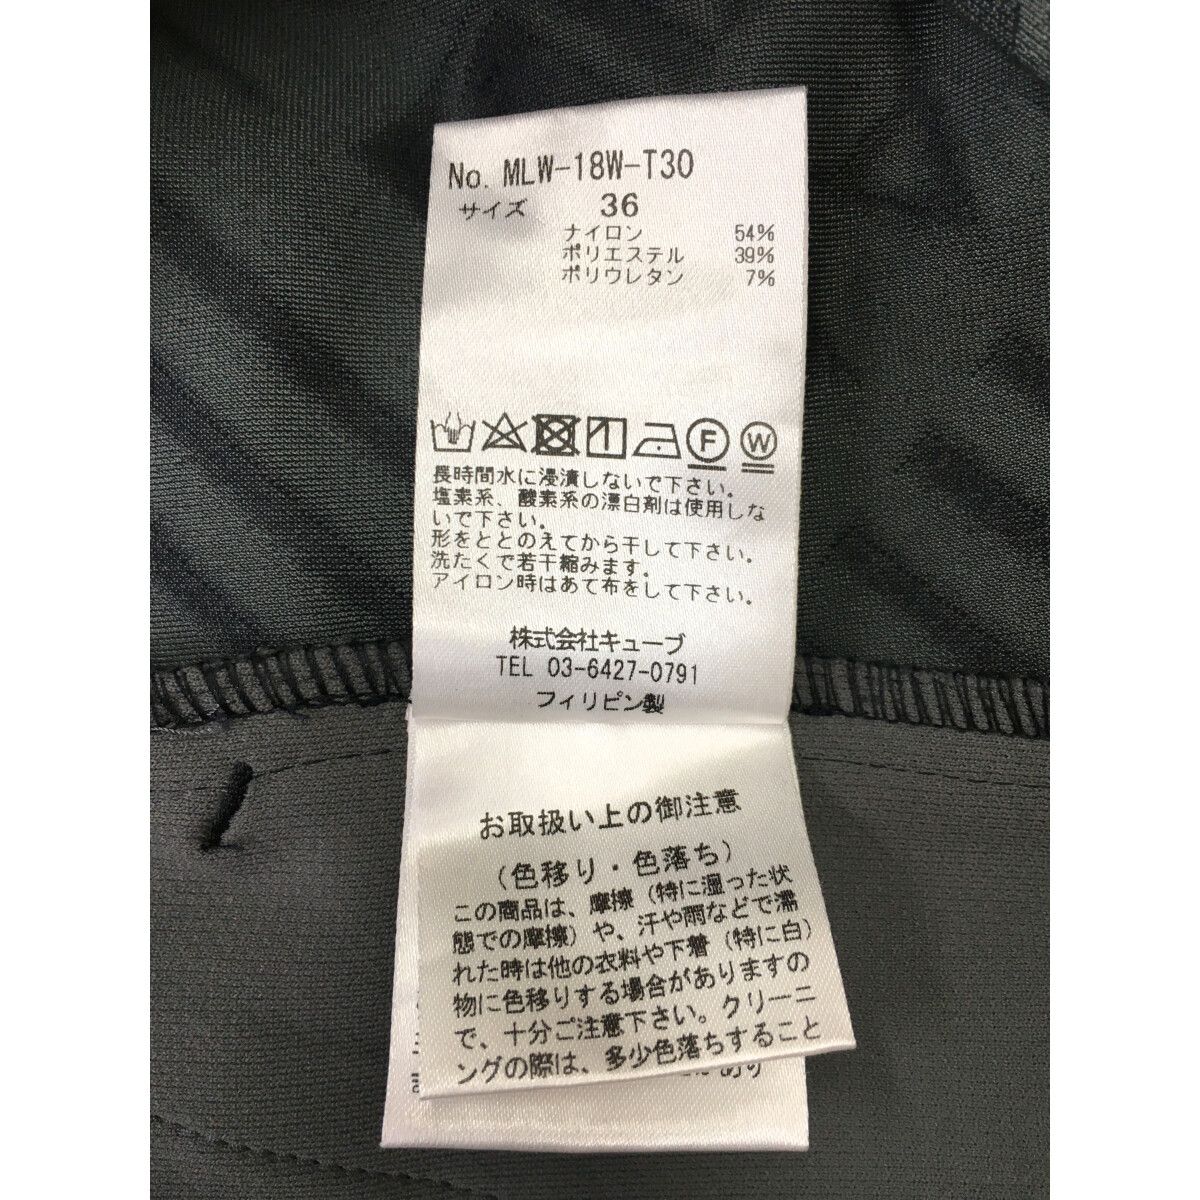 No. MLW-18W-T30
サイズ 36
ナイロン 54%
ポリエステル 39%
ポリウレタン 7%
F W
長時間水に浸漬しないで下さい。
塩素系、酸素系の漂白剤は使用しな
いで下さい。
形をととのえてから干して下さい。
洗たくで若干縮みます。
アイロン時はあて布をして下さい。
株式会社キューブ
TEL 03-6427-0791
フィリピン製
お取扱い上の御注意
(色移り・色落ち)
この商品は、摩擦(特に湿った状
態での摩擦)や、汗や雨などで濡
れた時は他の衣料や下着(特に白)
物に色移りする場合がありますの
で、十分ご注意下さい。クリーニ
ングの際は、多少色落ちすること